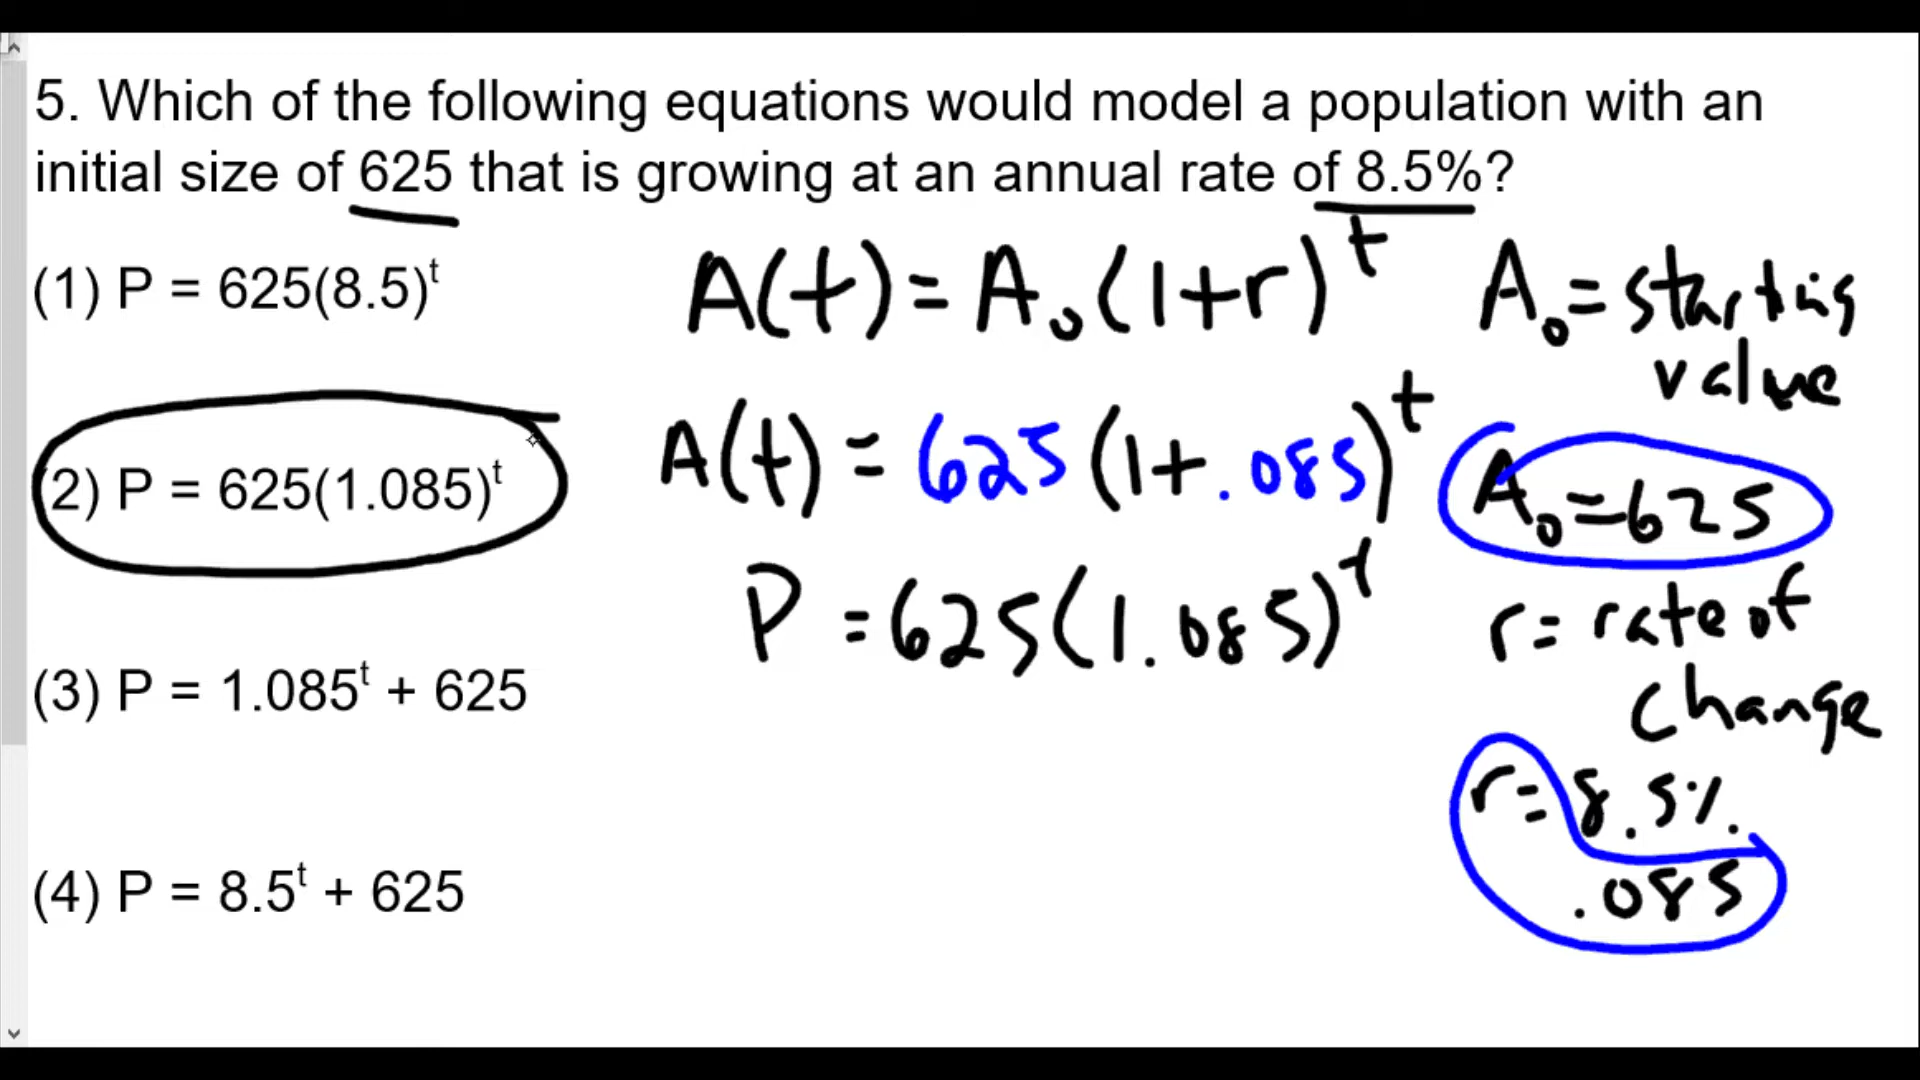 5. Which of the following equations would model a population with an
initial size of 625 that is growing at an annual rate of 8.5%?
(1) P = 625(8.5)^t
(2) P = 625(1.085)^t
(3) P = 1.085^t + 625
(4) P = 8.5^t + 625
A(t) = A₀(1+r)^t
A(t) = 625(1+.085)^t
P = 625(1.085)^t
A₀ = starting
value
A₀ = 625
r = rate of
change
r = 8.5%.
.085